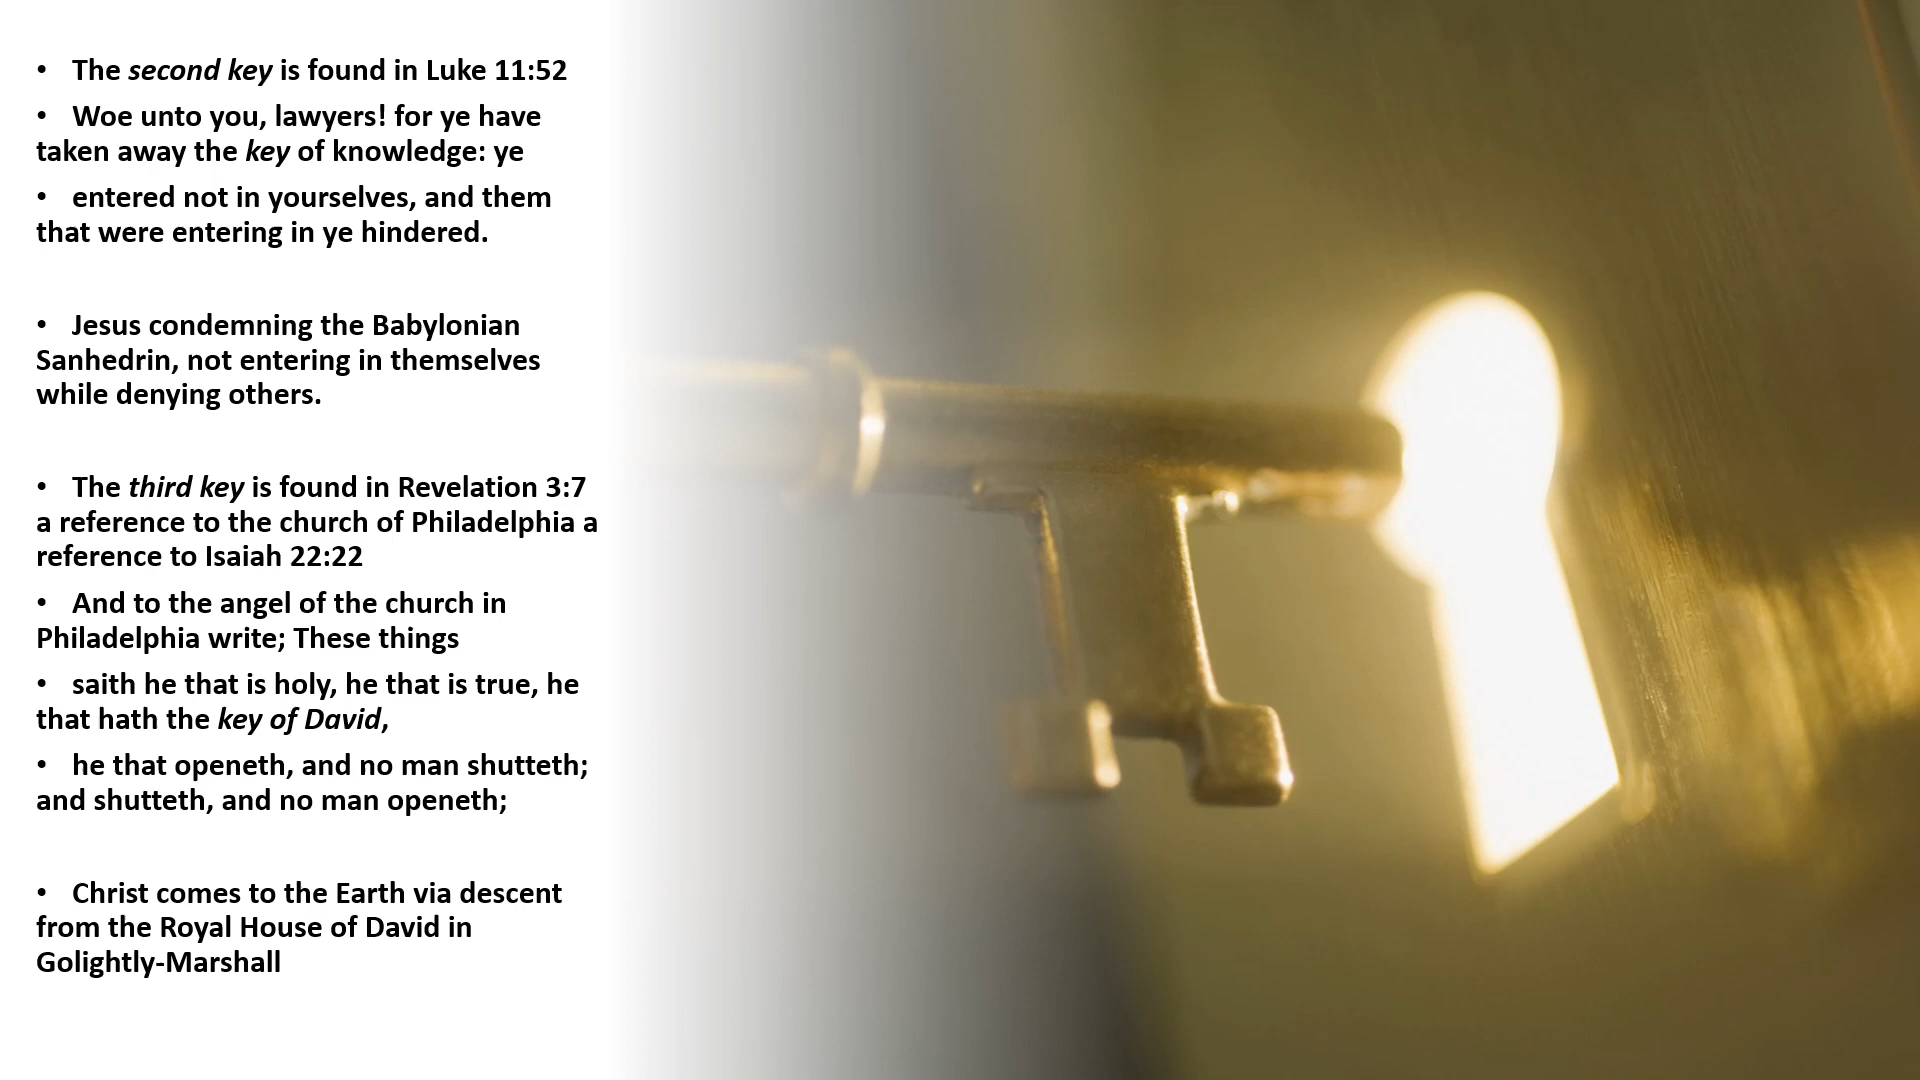 • The second key is found in Luke 11:52
• Woe unto you, lawyers! for ye have
taken away the key of knowledge: ye
• entered not in yourselves, and them
that were entering in ye hindered.
• Jesus condemning the Babylonian
Sanhedrin, not entering in themselves
while denying others.
• The third key is found in Revelation 3:7
a reference to the church of Philadelphia a
reference to Isaiah 22:22
• And to the angel of the church in
Philadelphia write; These things
• saith he that is holy, he that is true, he
that hath the key of David,
• he that openeth, and no man shutteth;
and shutteth, and no man openeth;
• Christ comes to the Earth via descent
from the Royal House of David in
Golightly-Marshall